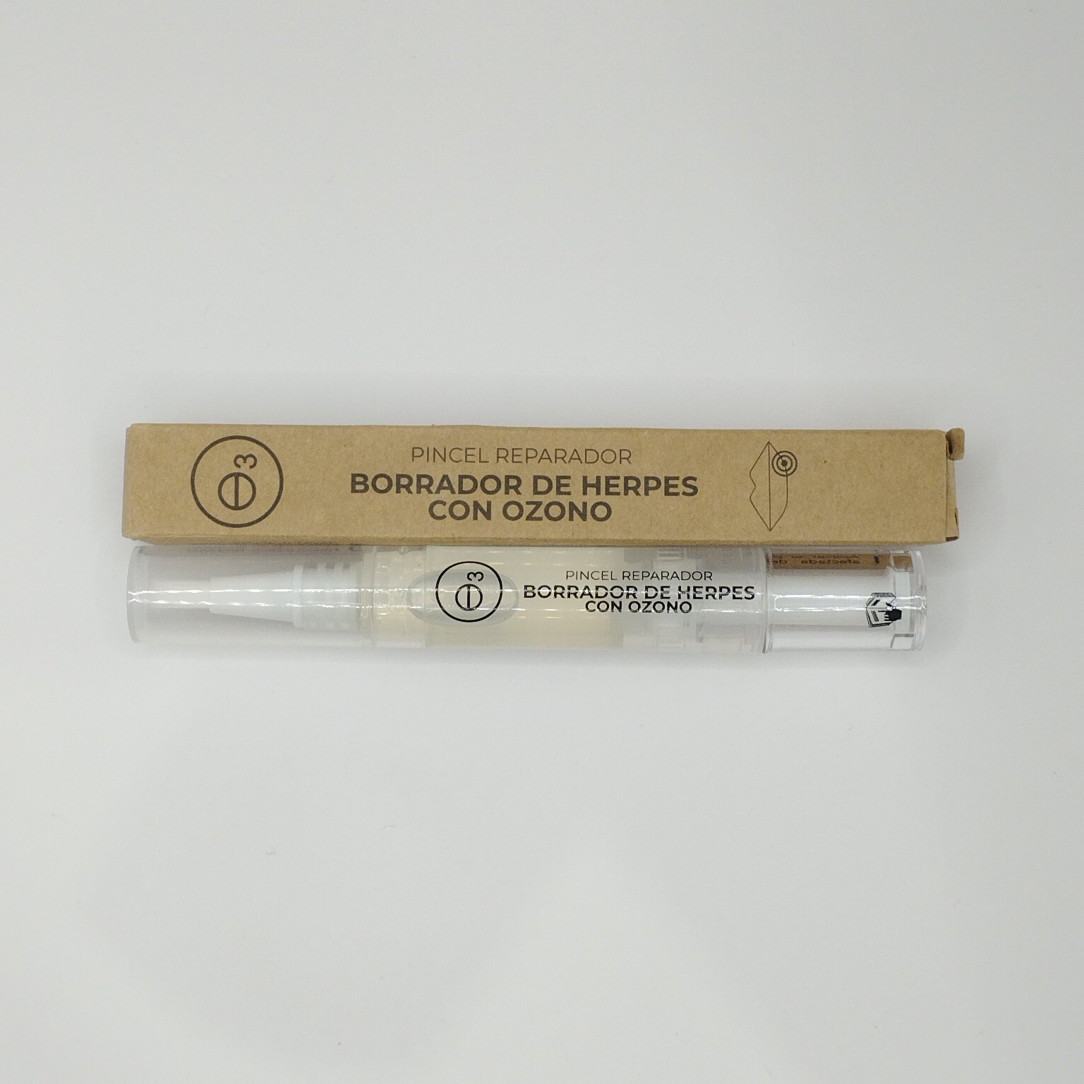 PINCEL REPARADOR
BORRADOR DE HERPES
CON OZONO
PINCEL REPARADOR
BORRADOR DE HERPES
CON OZONO